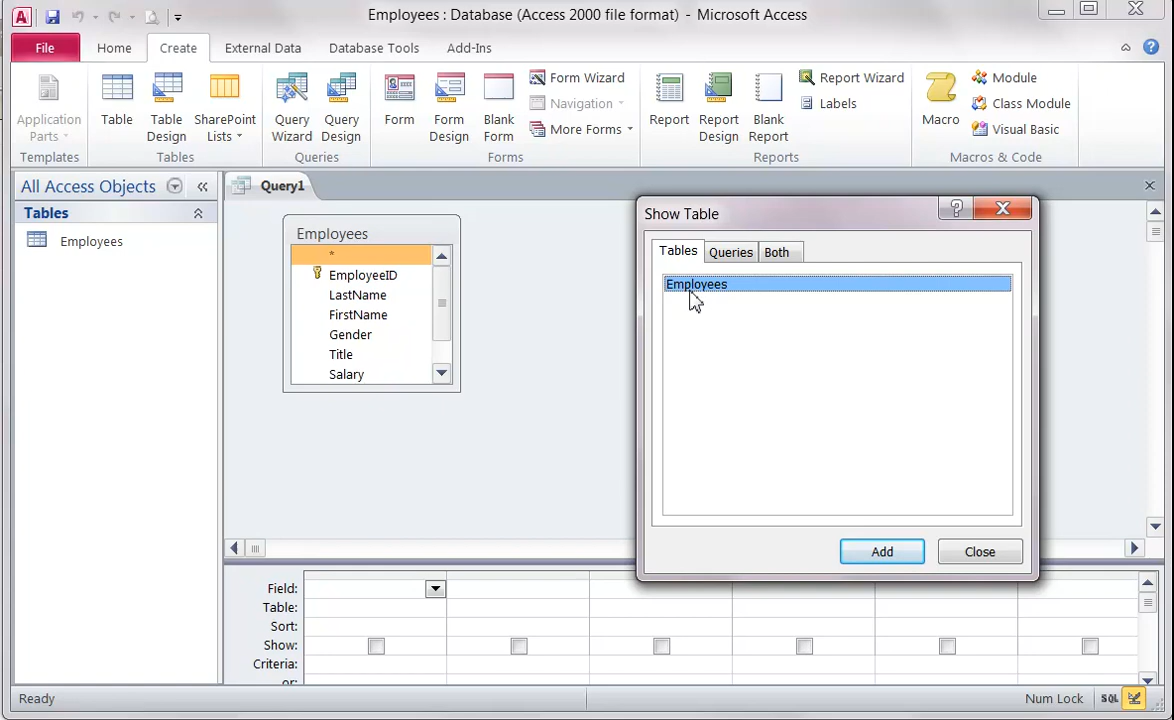 Employees : Database (Access 2000 file format) - Microsoft Access
File Home Create External Data Database Tools Add-Ins
Application Parts
Table
Table Design
SharePoint Lists
Query Wizard
Query Design
Form
Form Design
Blank Form
Form Wizard
Navigation
More Forms
Report
Report Design
Blank Report
Report Wizard
Labels
Macro
Module
Class Module
Visual Basic
Templates Tables Queries Forms Reports Macros & Code
All Access Objects
Tables
Employees
Query1
Employees
*
EmployeeID
LastName
FirstName
Gender
Title
Salary
Show Table
Tables Queries Both
Employees
Add Close
Field:
Table:
Sort:
Show:
Criteria:
or:
Ready Num Lock SQL